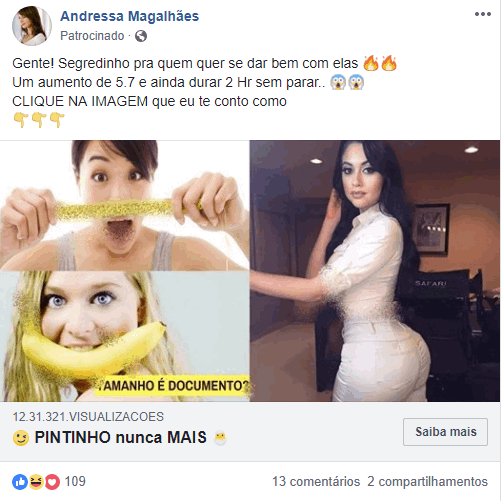 Andressa Magalhães
Patrocinado ·
Gente! Segredinho pra quem quer se dar bem com elas 🔥🔥
Um aumento de 5.7 e ainda durar 2 Hr sem parar.. 😱😱
CLIQUE NA IMAGEM que eu te conto como
👇👇👇
SAFARI
TAMANHO É DOCUMENTO?
12.31.321.VISUALIZACOES
😉 PINTINHO nunca MAIS 🐣
Saiba mais
109
13 comentários 2 compartilhamentos